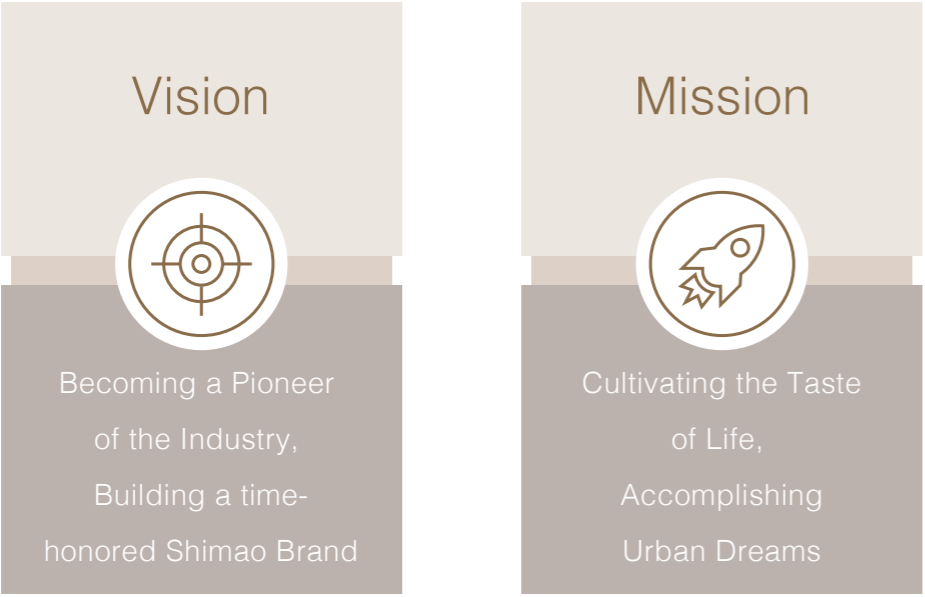 Vision
Becoming a Pioneer
of the Industry,
Building a time-
honored Shimao Brand
Mission
Cultivating the Taste
of Life,
Accomplishing
Urban Dreams